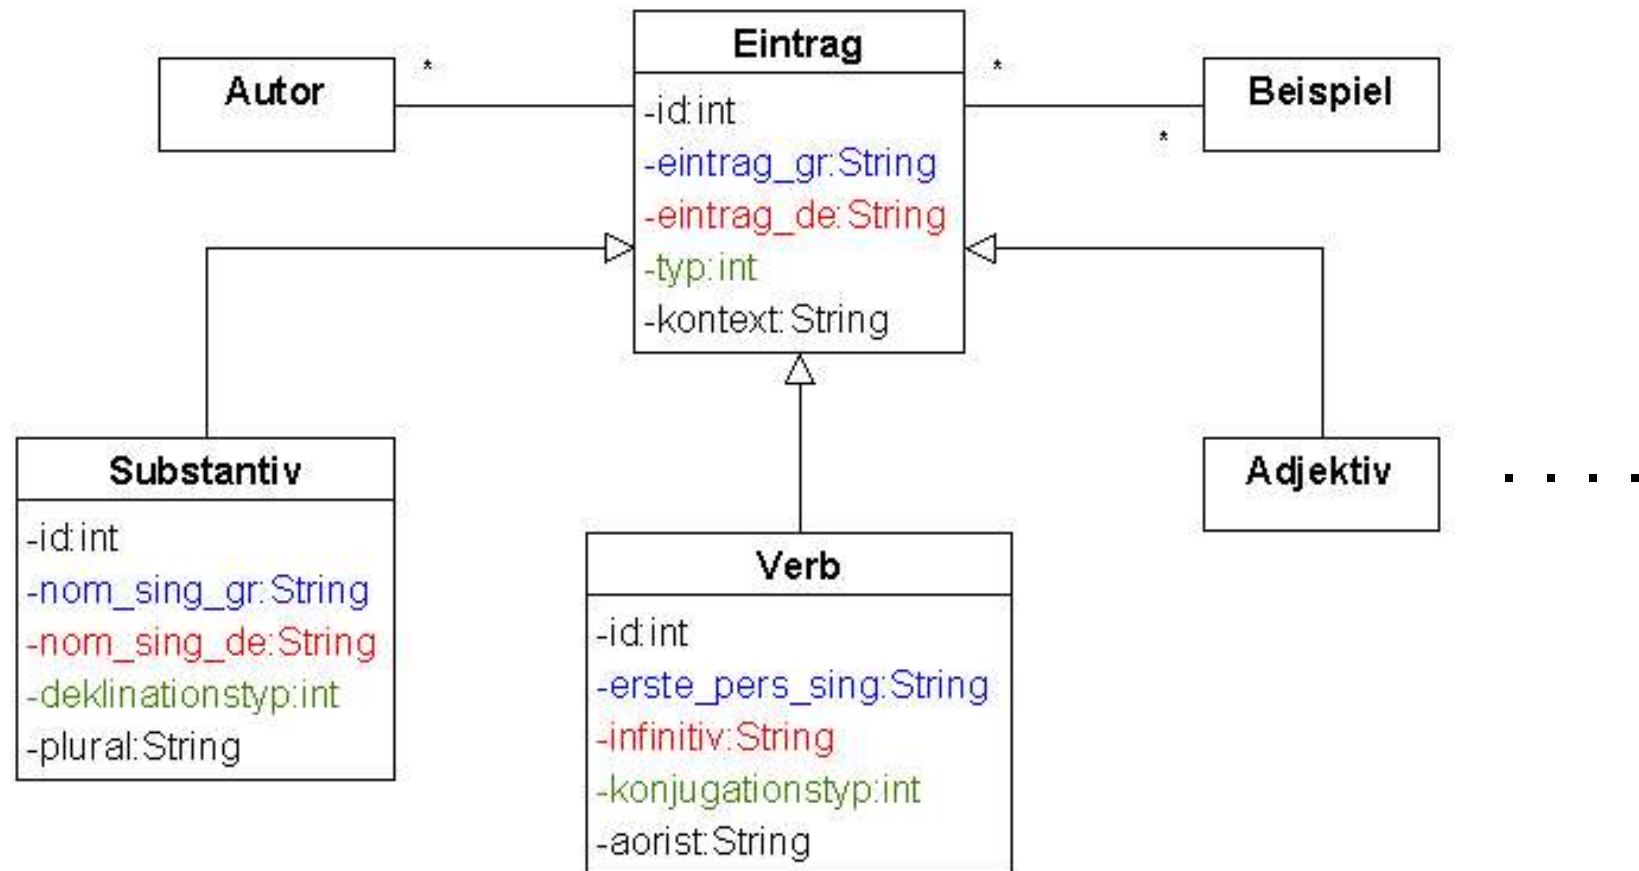 Eintrag
-id:int
-eintrag_gr:String
-eintrag_de:String
-typ:int
-kontext:String
Autor
*
*
*
Beispiel
Substantiv
-id:int
-nom_sing_gr:String
-nom_sing_de:String
-deklinationstyp:int
-plural:String
Verb
-id:int
-erste_pers_sing:String
-infinitiv:String
-konjugationstyp:int
-aorist:String
Adjektiv
. . . .